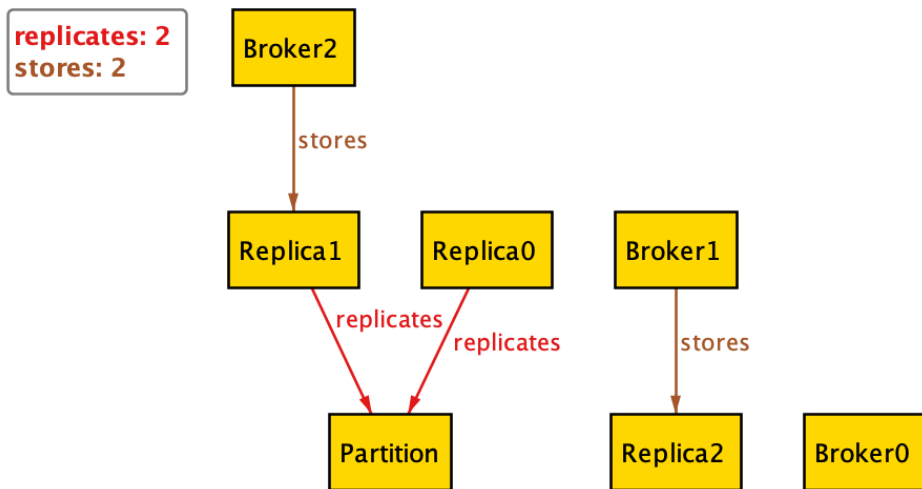 replicates: 2
stores: 2
Broker2
stores
Replica1
Replica0
Broker1
replicates
replicates
stores
Partition
Replica2
Broker0